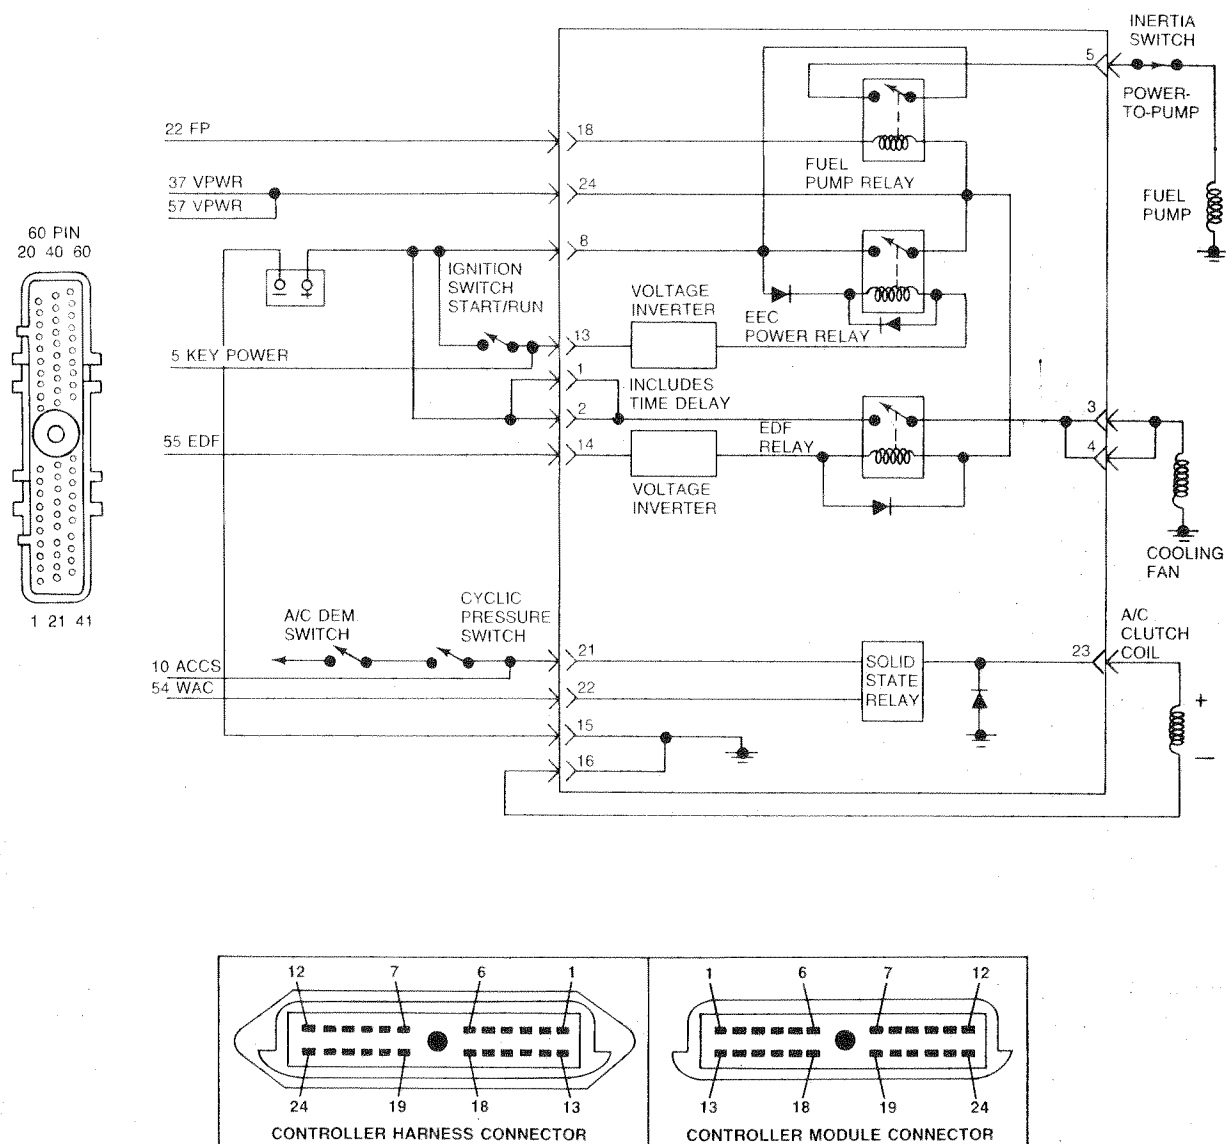 INERTIA
SWITCH
5
POWER-
TO-PUMP
22 FP
18
FUEL
PUMP RELAY
37 VPWR
24
57 VPWR
FUEL
PUMP
60 PIN
20 40 60
8
IGNITION
SWITCH
START/RUN
VOLTAGE
INVERTER
EEC
POWER RELAY
13
5 KEY POWER
1
INCLUDES
TIME DELAY
2
3
EDF
RELAY
55 EDF
14
4
VOLTAGE
INVERTER
COOLING
FAN
1 21 41
A/C DEM.
SWITCH
CYCLIC
PRESSURE
SWITCH
A/C
CLUTCH
COIL
10 ACCS
21
SOLID
STATE
RELAY
23
54 WAC
22
+
−
15
16
12 7 6 1
24 19 18 13
CONTROLLER HARNESS CONNECTOR
1 6 7 12
13 18 19 24
CONTROLLER MODULE CONNECTOR